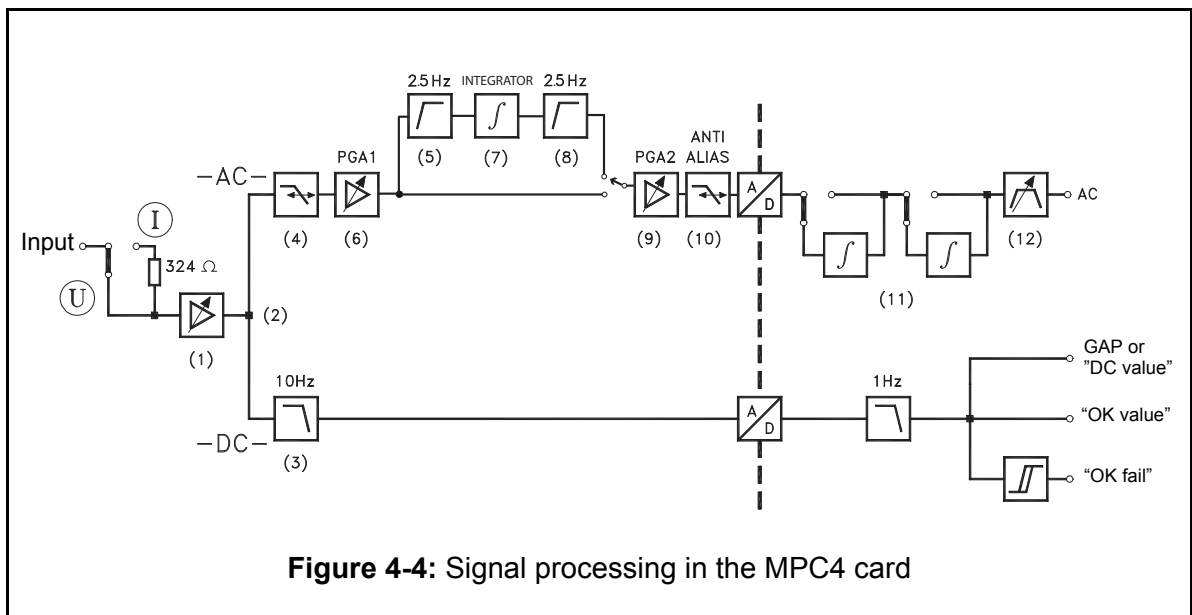 2.5 Hz INTEGRATOR 2.5 Hz
(5) (7) (8)
ANTI
PGA1 PGA2 ALIAS
—AC—
A
D
AC
(4) (6) (9) (10) (11) (12)
I
Input
324 Ω
U
(1)
(2)
10Hz
—DC—
(3)
A
D
1Hz
GAP or
"DC value"
"OK value"
"OK fail"
Figure 4-4: Signal processing in the MPC4 card